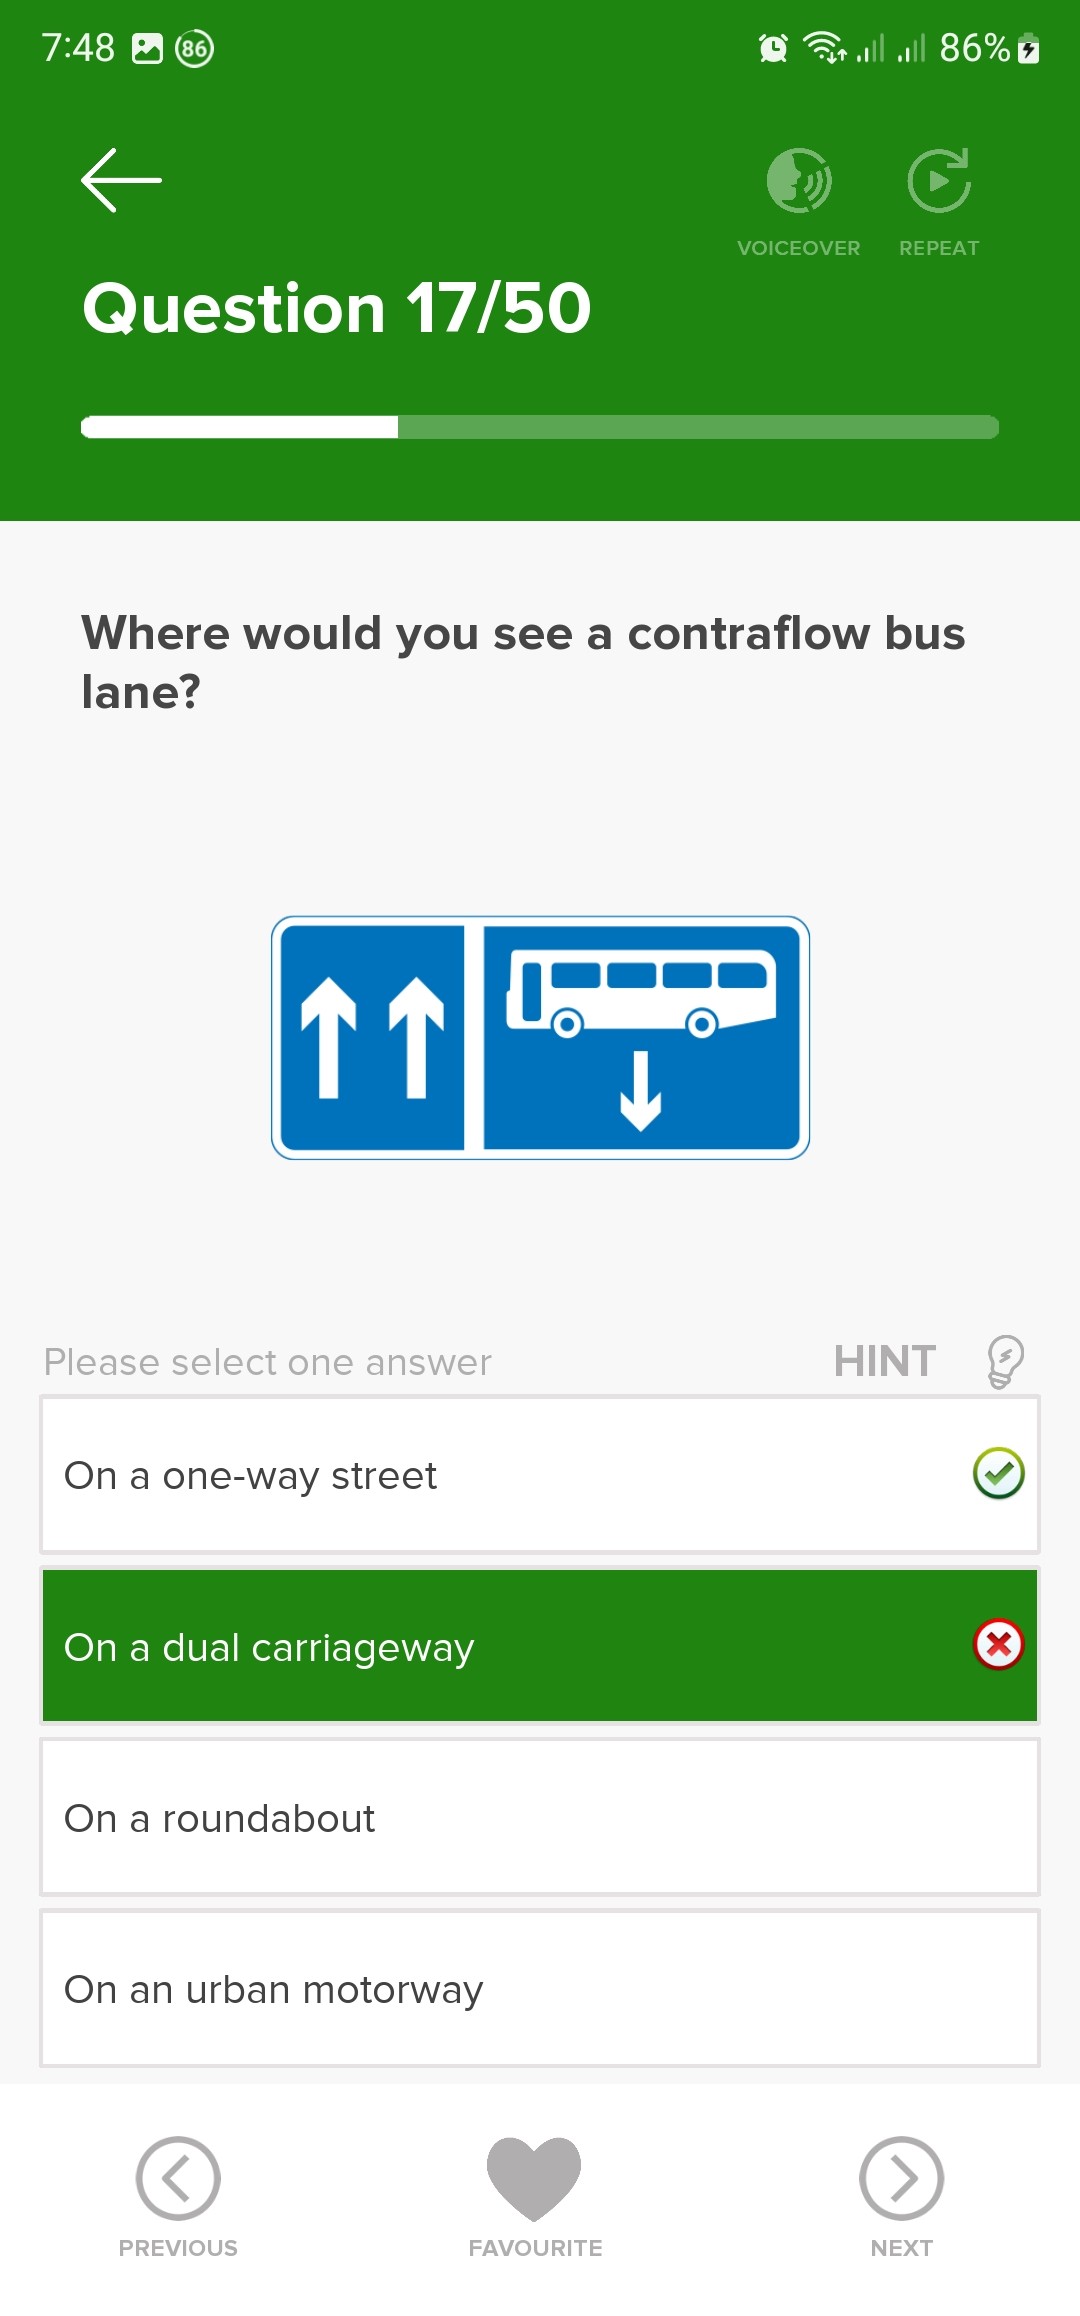 7:48 86 86%
VOICEOVER REPEAT
Question 17/50
Where would you see a contraflow bus
lane?
Please select one answer HINT
On a one-way street
On a dual carriageway
On a roundabout
On an urban motorway
PREVIOUS FAVOURITE NEXT